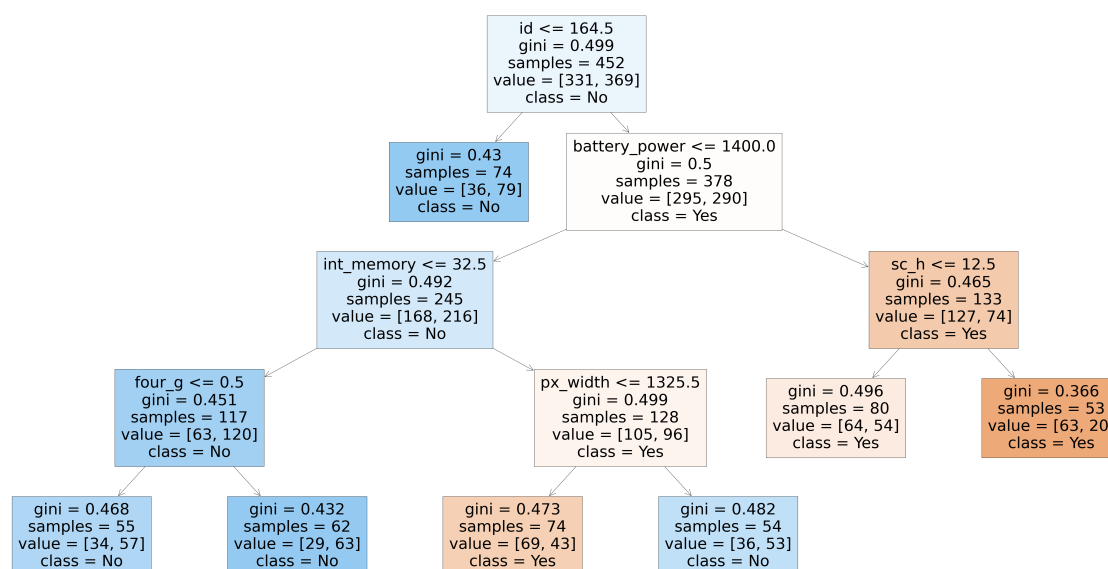 id <= 164.5
gini = 0.499
samples = 452
value = [331, 369]
class = No
gini = 0.43
samples = 74
value = [36, 79]
class = No
battery_power <= 1400.0
gini = 0.5
samples = 378
value = [295, 290]
class = Yes
int_memory <= 32.5
gini = 0.492
samples = 245
value = [168, 216]
class = No
sc_h <= 12.5
gini = 0.465
samples = 133
value = [127, 74]
class = Yes
four_g <= 0.5
gini = 0.451
samples = 117
value = [63, 120]
class = No
px_width <= 1325.5
gini = 0.499
samples = 128
value = [105, 96]
class = Yes
gini = 0.496
samples = 80
value = [64, 54]
class = Yes
gini = 0.366
samples = 53
value = [63, 20
class = Yes
gini = 0.468
samples = 55
value = [34, 57]
class = No
gini = 0.432
samples = 62
value = [29, 63]
class = No
gini = 0.473
samples = 74
value = [69, 43]
class = Yes
gini = 0.482
samples = 54
value = [36, 53]
class = No